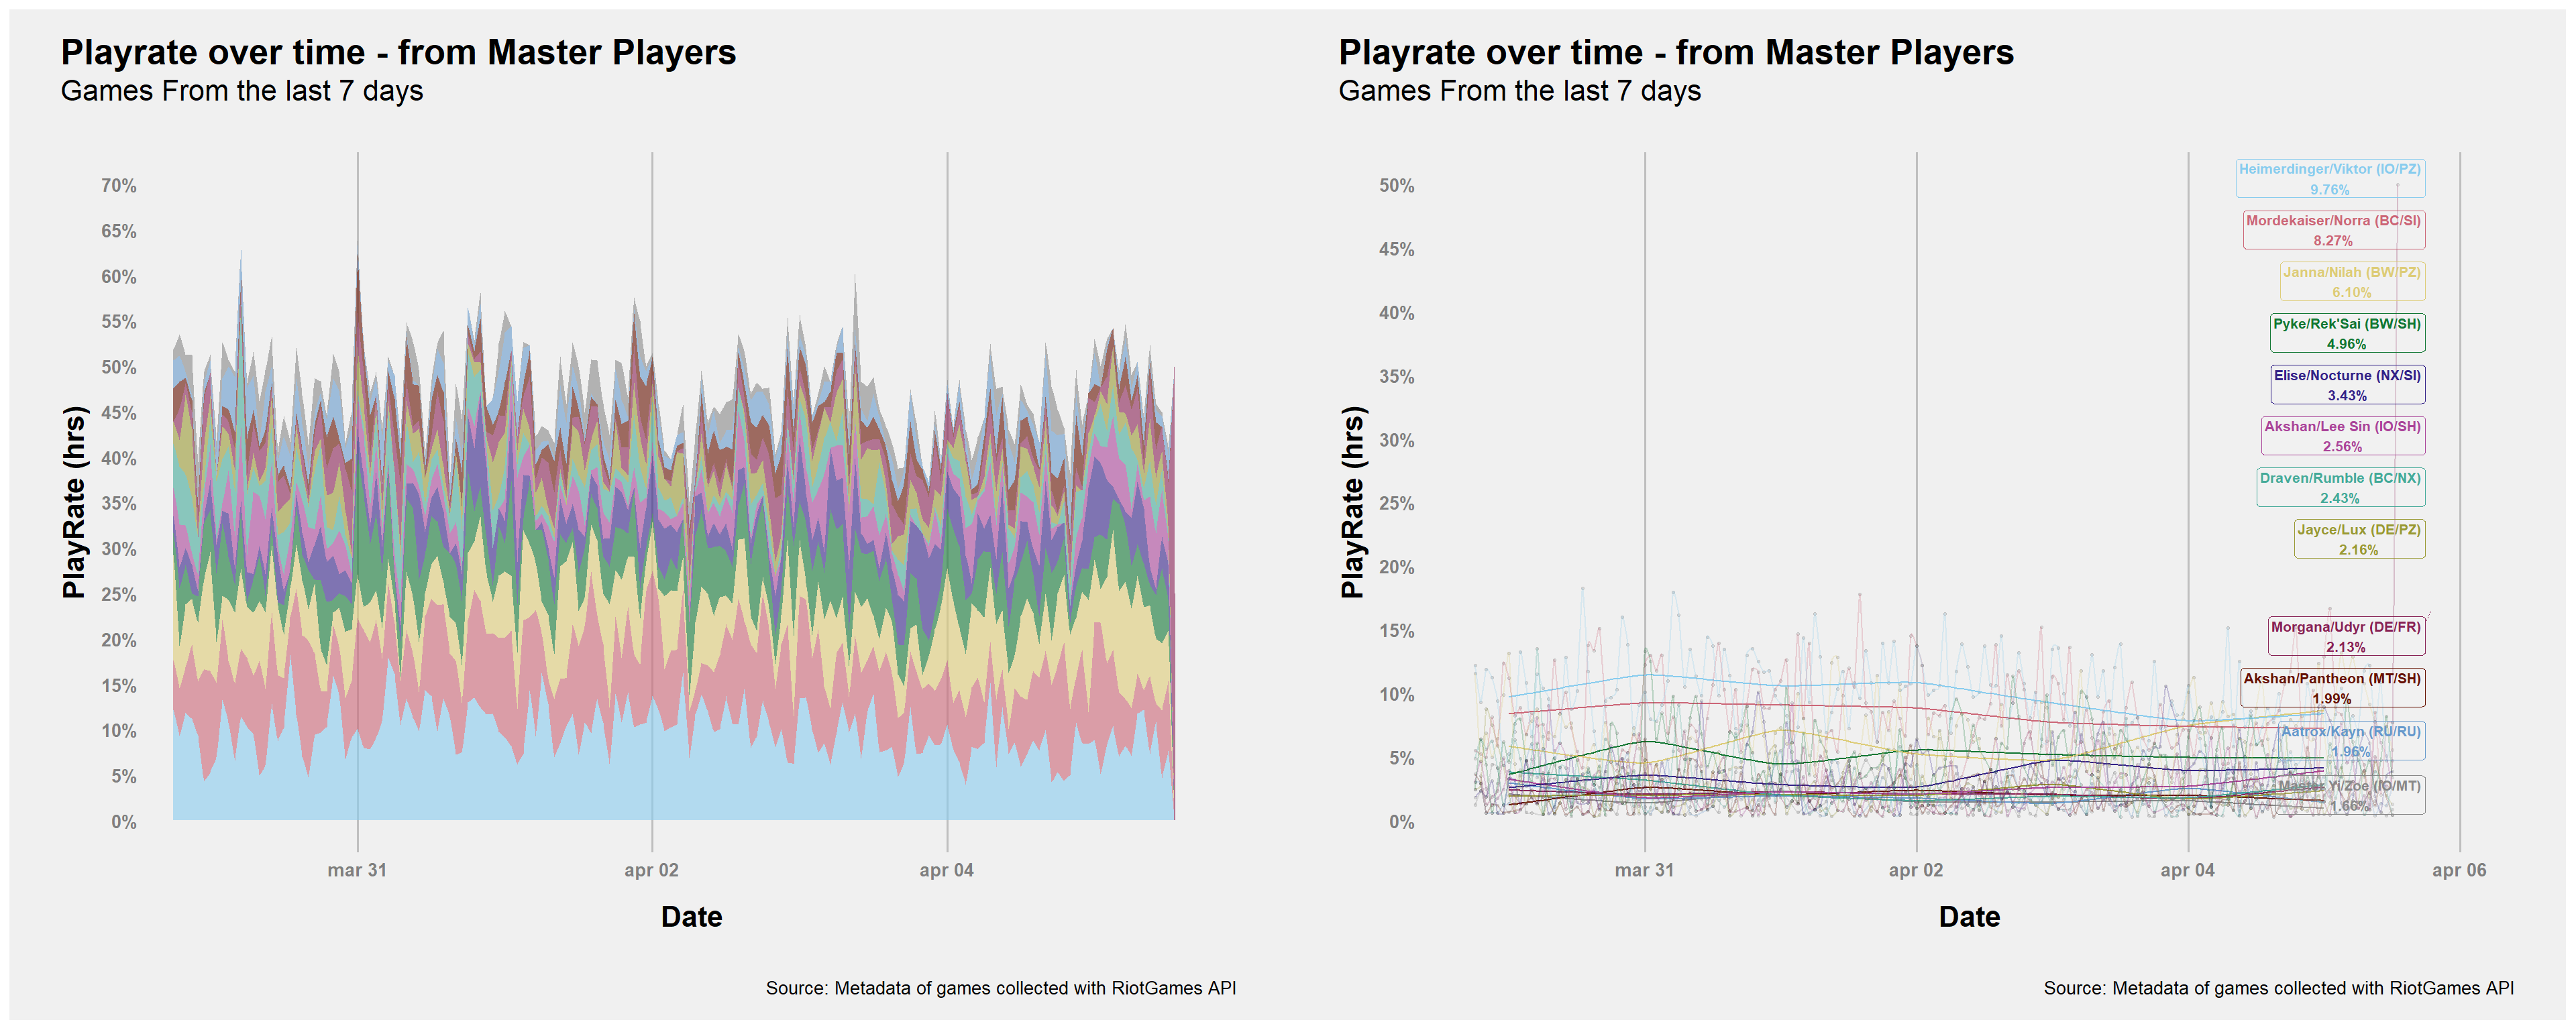 Playrate over time - from Master Players
Games From the last 7 days
PlayRate (hrs)
70%
65%
60%
55%
50%
45%
40%
35%
30%
25%
20%
15%
10%
5%
0%
mar 31
apr 02
apr 04
Date
Source: Metadata of games collected with RiotGames API
Playrate over time - from Master Players
Games From the last 7 days
PlayRate (hrs)
50%
45%
40%
35%
30%
25%
20%
15%
10%
5%
0%
Heimerdinger/Viktor (IO/PZ)
9.76%
Mordekaiser/Norra (BC/SI)
8.27%
Janna/Nilah (BW/PZ)
6.10%
Pyke/Rek'Sai (BW/SH)
4.96%
Elise/Nocturne (NX/SI)
3.43%
Akshan/Lee Sin (IO/SH)
2.56%
Draven/Rumble (BC/NX)
2.43%
Jayce/Lux (DE/PZ)
2.16%
Morgana/Udyr (DE/FR)
2.13%
Akshan/Pantheon (MT/SH)
1.99%
Aatrox/Kayn (RU/RU)
1.96%
Master Yi/Zoe (IO/MT)
1.66%
mar 31
apr 02
apr 04
apr 06
Date
Source: Metadata of games collected with RiotGames API